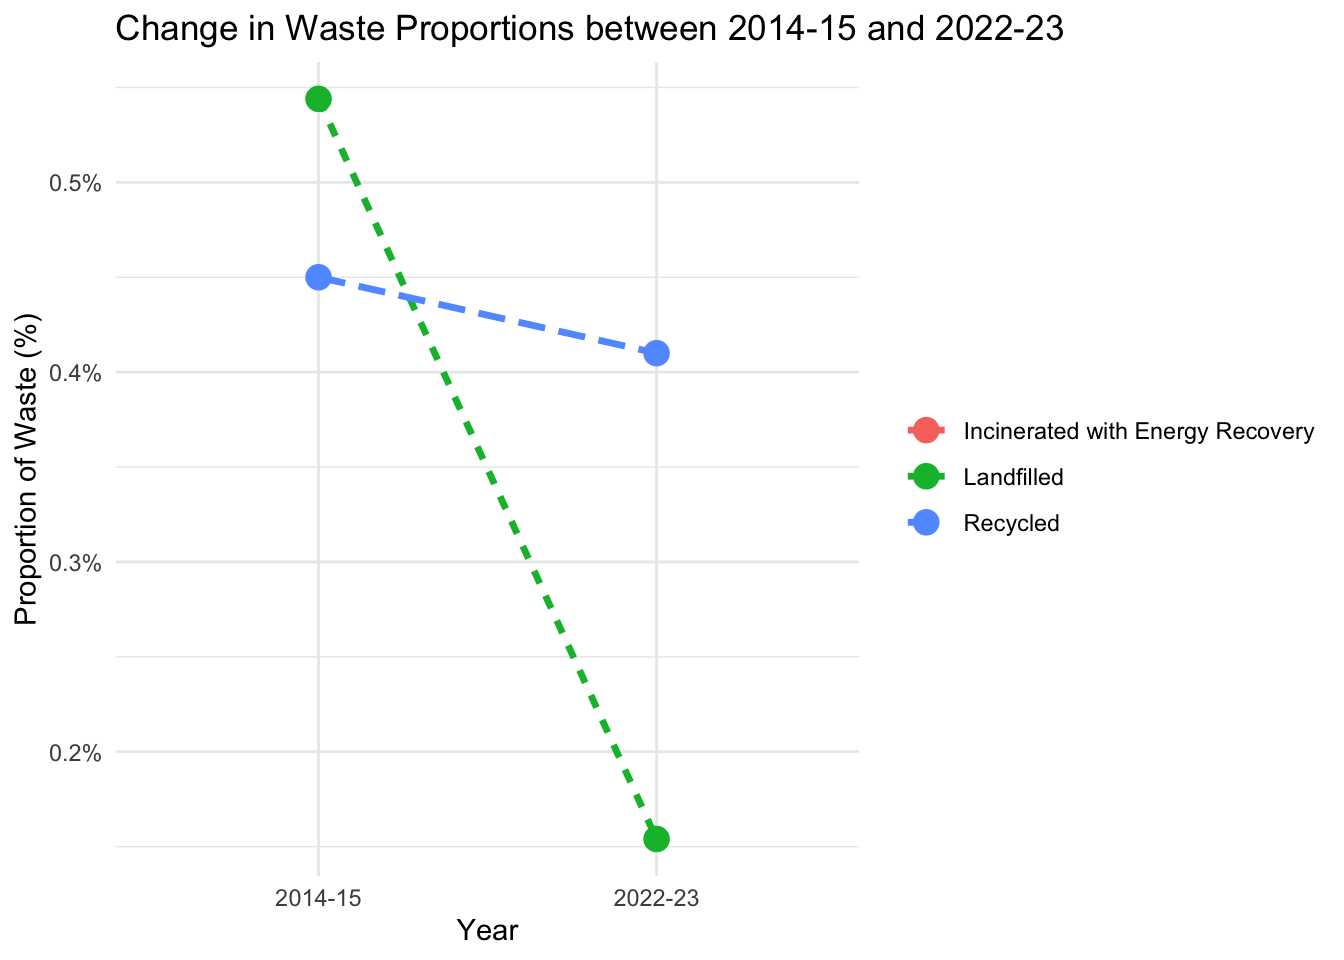 Change in Waste Proportions between 2014-15 and 2022-23
Proportion of Waste (%)
0.5%
0.4%
0.3%
0.2%
2014-15
2022-23
Year
Incinerated with Energy Recovery
Landfilled
Recycled